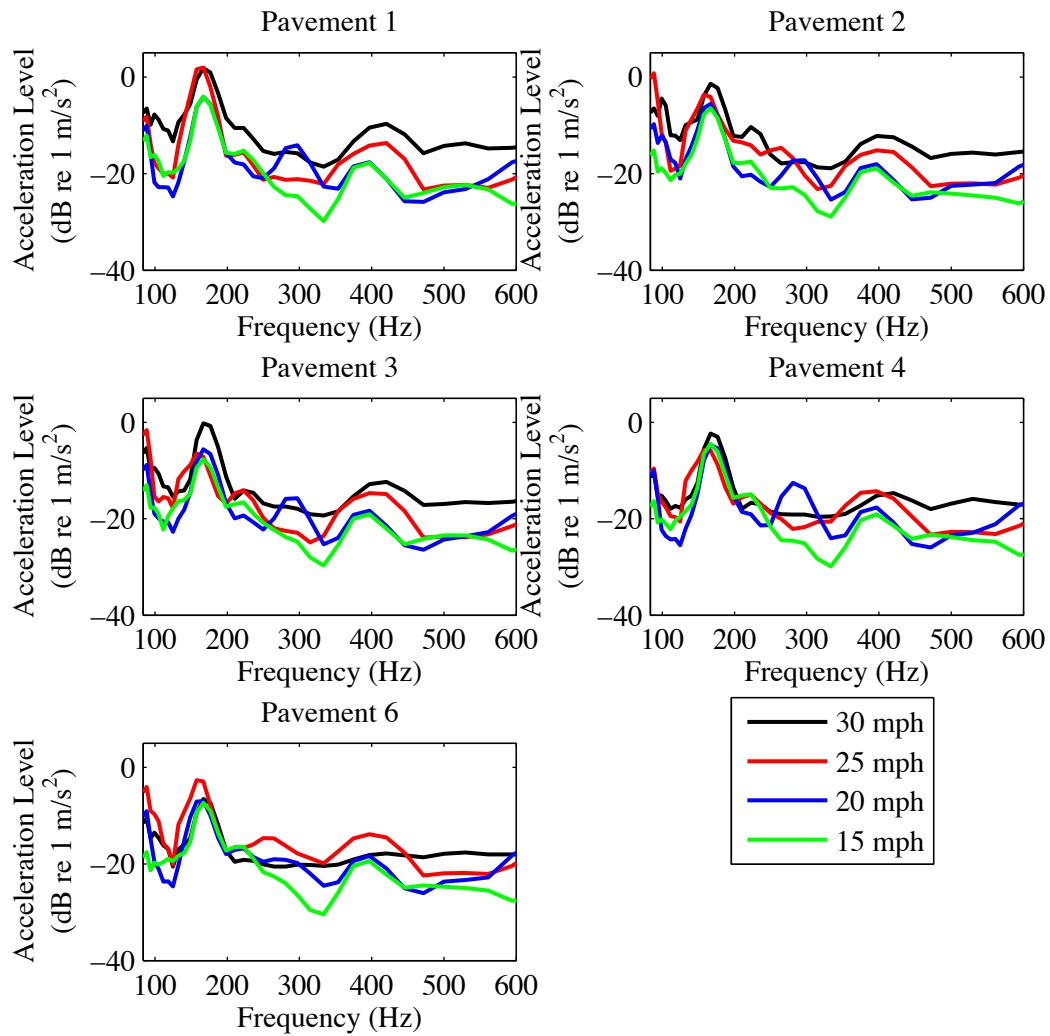 Pavement 1
Acceleration Level
(dB re 1 m/s²)
0
−20
−40
100 200 300 400 500 600
Frequency (Hz)
Pavement 2
Acceleration Level
(dB re 1 m/s²)
0
−20
−40
100 200 300 400 500 600
Frequency (Hz)
Pavement 3
Acceleration Level
(dB re 1 m/s²)
0
−20
−40
100 200 300 400 500 600
Frequency (Hz)
Pavement 4
Acceleration Level
(dB re 1 m/s²)
0
−20
−40
100 200 300 400 500 600
Frequency (Hz)
Pavement 6
Acceleration Level
(dB re 1 m/s²)
0
−20
−40
100 200 300 400 500 600
Frequency (Hz)
30 mph
25 mph
20 mph
15 mph